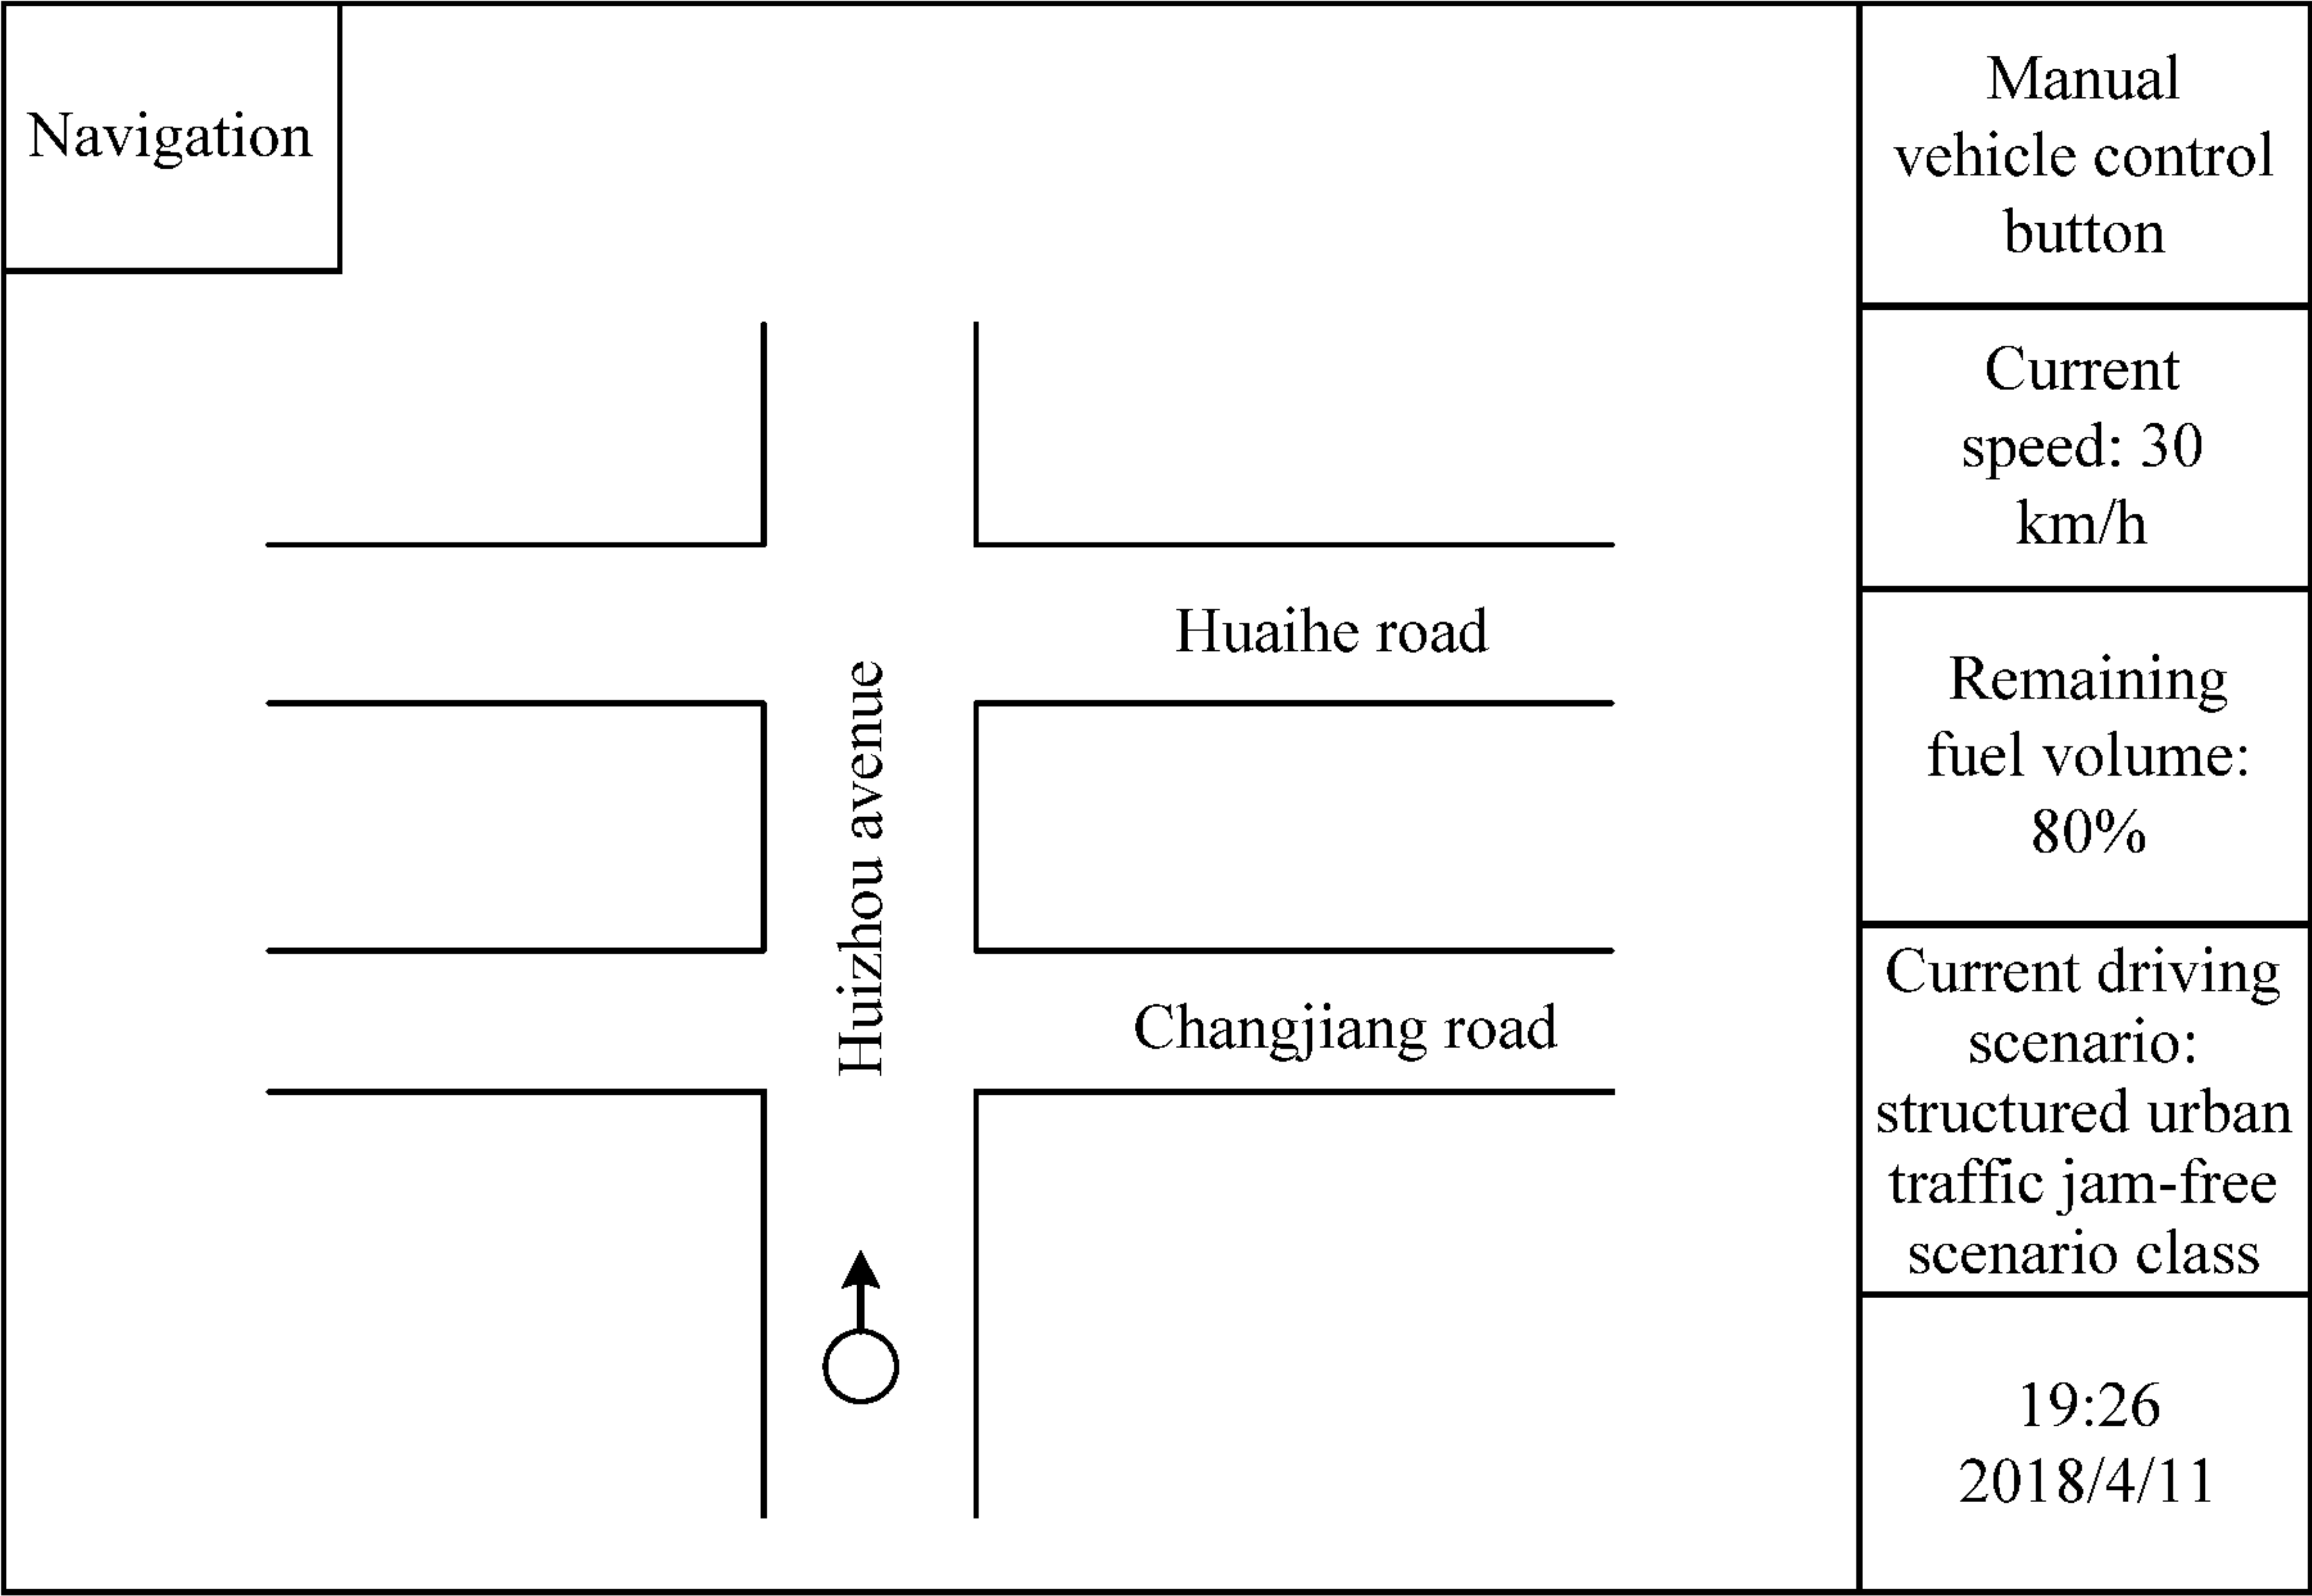 Navigation
Huaihe road
Huizhou avenue
Changjiang road
Manual
vehicle control
button
Current
speed: 30
km/h
Remaining
fuel volume:
80%
Current driving
scenario:
structured urban
traffic jam-free
scenario class
19:26
2018/4/11